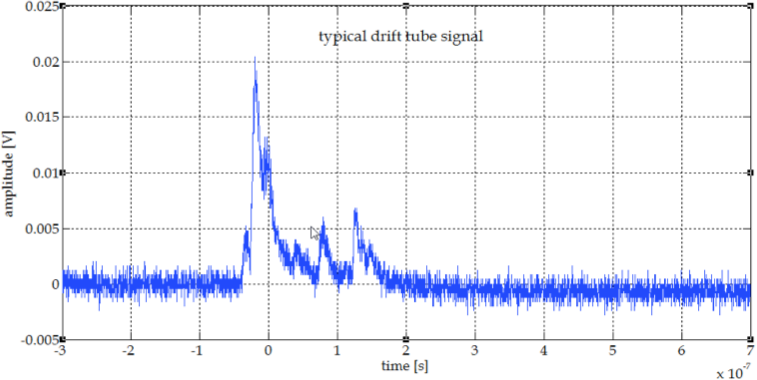 0.025
typical drift tube signal
0.02
0.015
amplitude [V]
0.01
0.005
0
-0.005
-3 -2 -1 0 1 2 3 4 5 6 7
time [s]
x 10⁻⁷